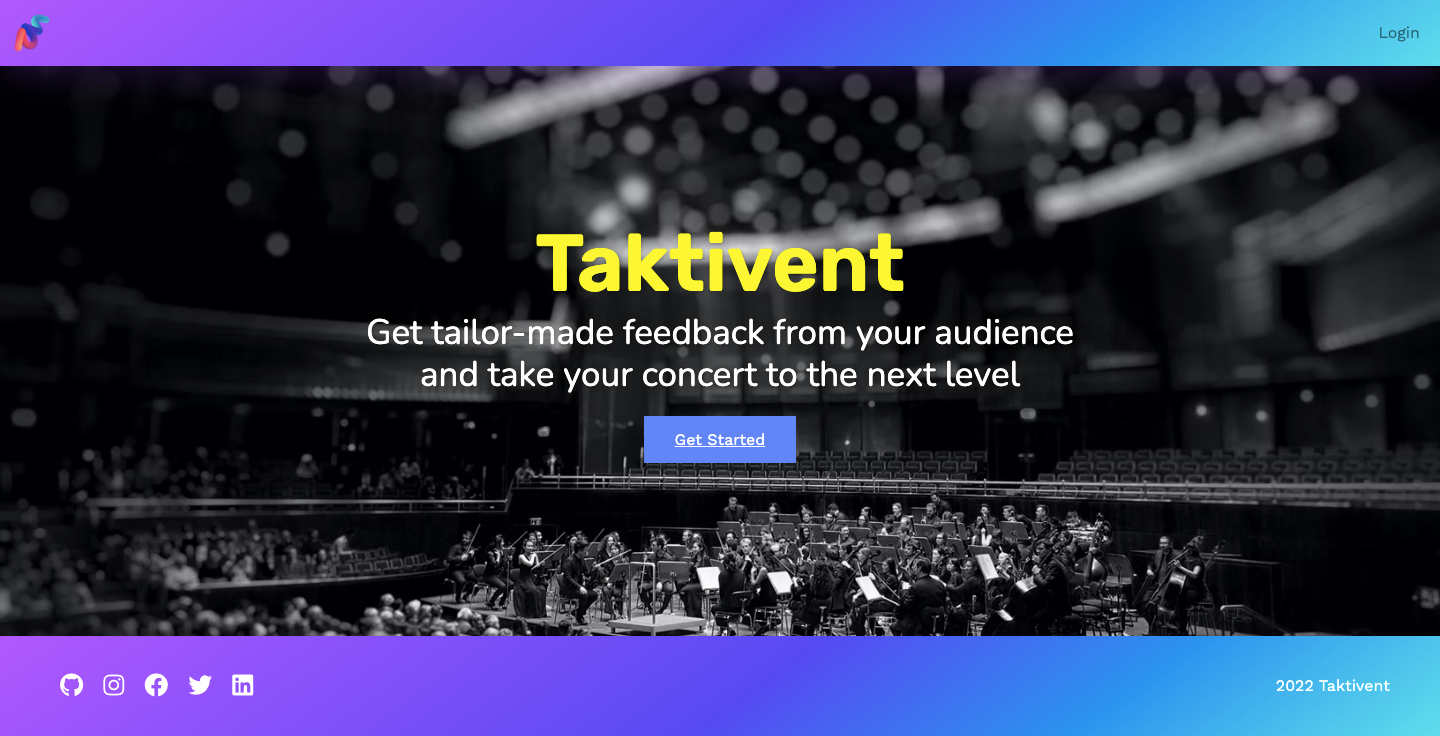 Login
Taktivent
Get tailor-made feedback from your audience
and take your concert to the next level
Get Started
2022 Taktivent